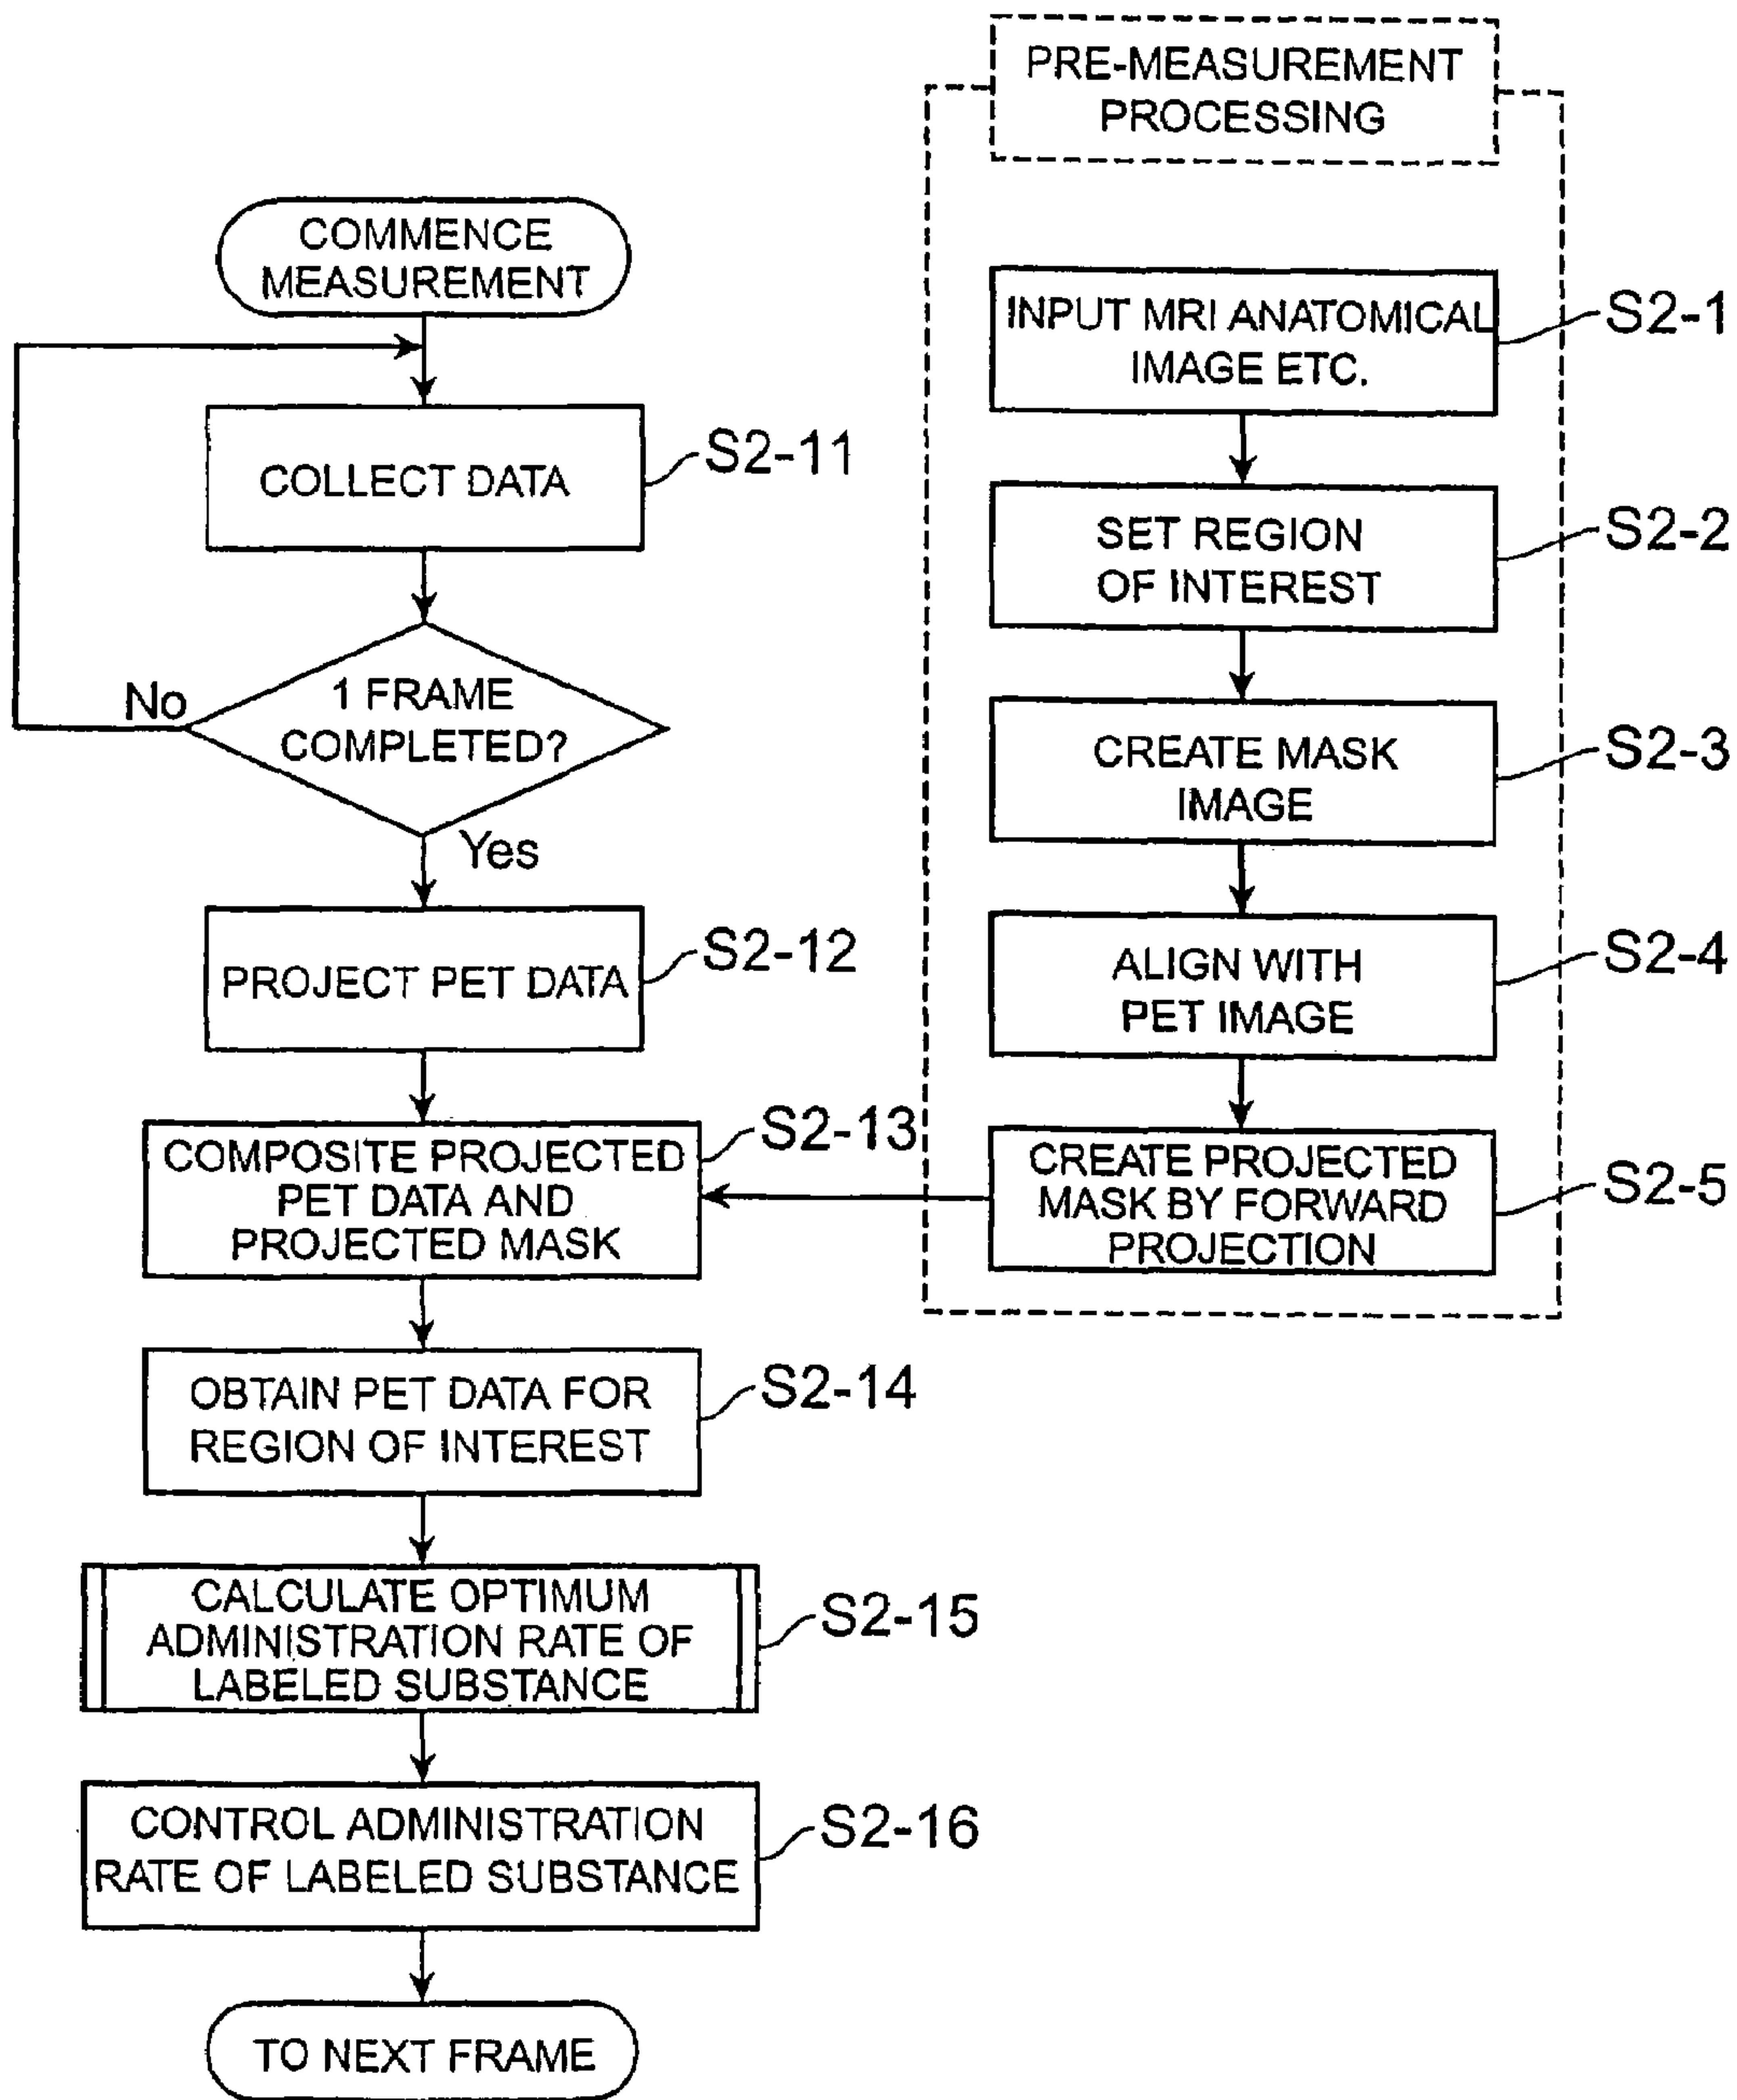 PRE-MEASUREMENT
PROCESSING
COMMENCE
MEASUREMENT
INPUT MRI ANATOMICAL
IMAGE ETC.
S2-1
COLLECT DATA
S2-11
SET REGION
OF INTEREST
S2-2
1 FRAME
COMPLETED?
No
Yes
CREATE MASK
IMAGE
S2-3
PROJECT PET DATA
S2-12
ALIGN WITH
PET IMAGE
S2-4
COMPOSITE PROJECTED
PET DATA AND
PROJECTED MASK
S2-13
CREATE PROJECTED
MASK BY FORWARD
PROJECTION
S2-5
OBTAIN PET DATA FOR
REGION OF INTEREST
S2-14
CALCULATE OPTIMUM
ADMINISTRATION RATE OF
LABELED SUBSTANCE
S2-15
CONTROL ADMINISTRATION
RATE OF LABELED SUBSTANCE
S2-16
TO NEXT FRAME